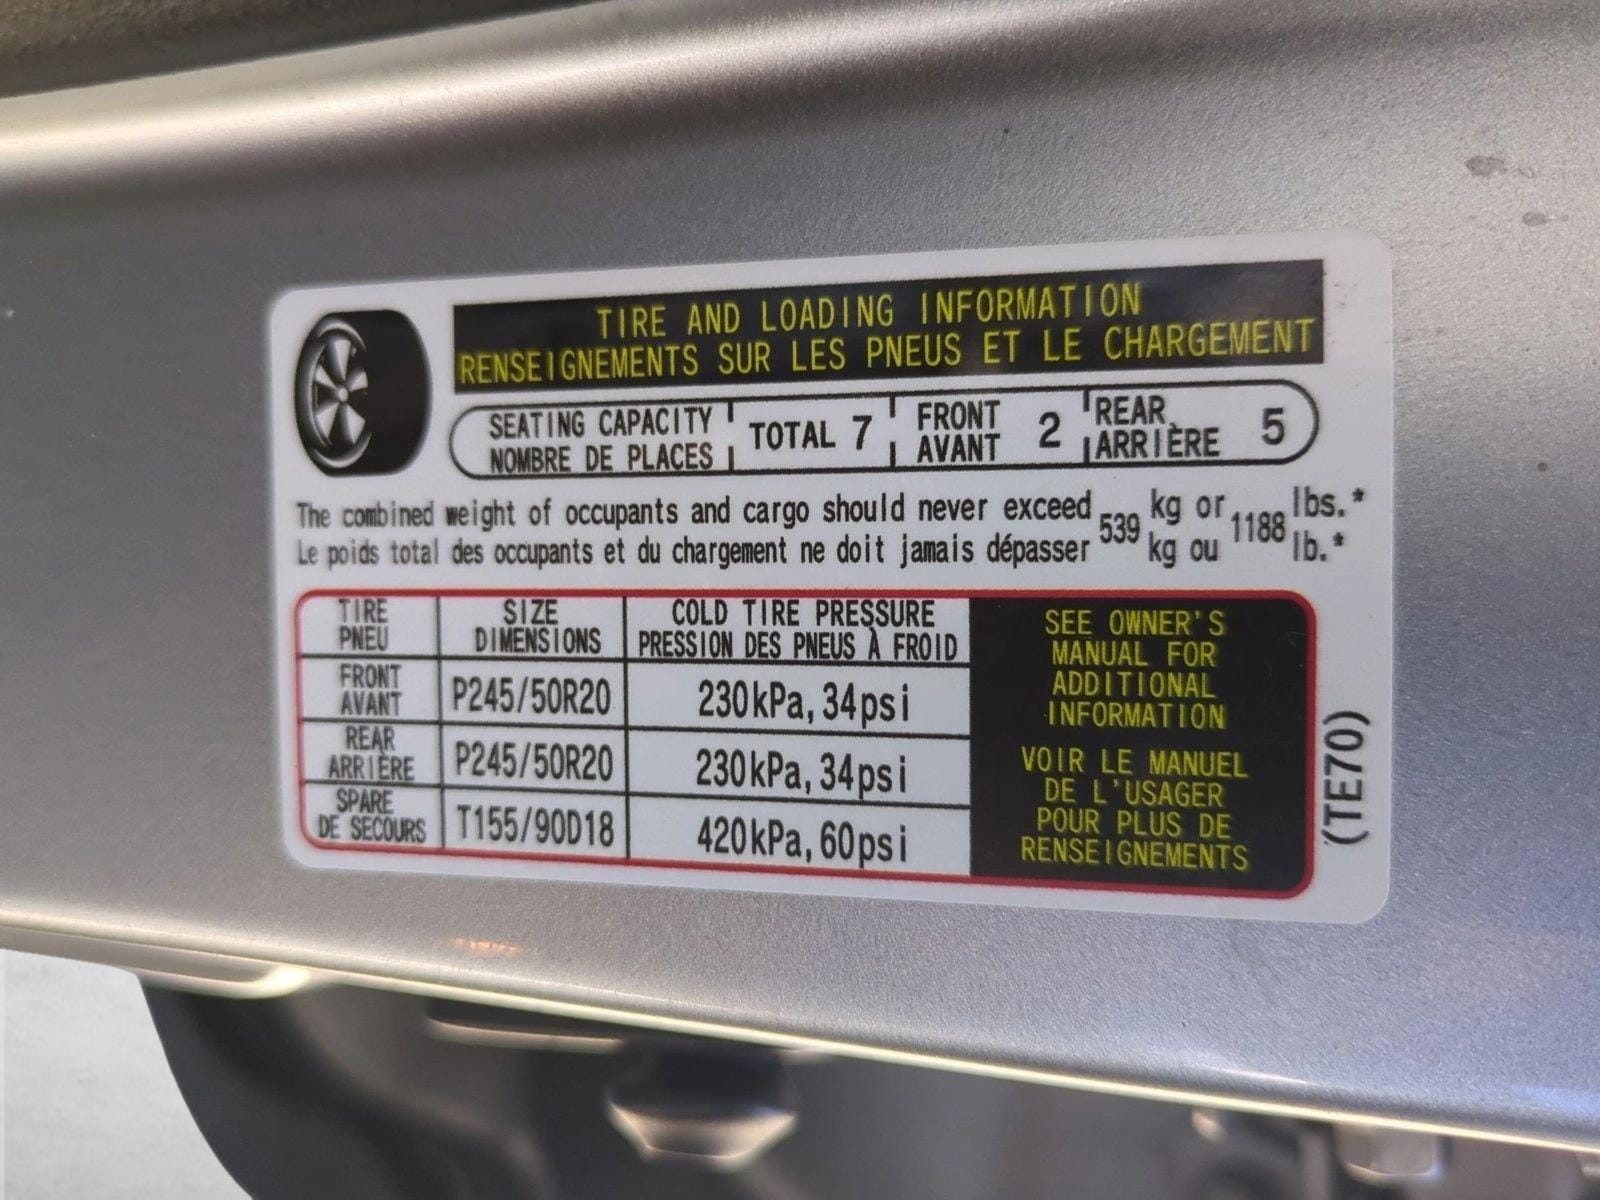 TIRE AND LOADING INFORMATION
RENSEIGNEMENTS SUR LES PNEUS ET LE CHARGEMENT
SEATING CAPACITY
NOMBRE DE PLACES
TOTAL 7
FRONT
AVANT
2
REAR
ARRIÈRE
5
The combined weight of occupants and cargo should never exceed 539 kg or 1188 lbs.*
Le poids total des occupants et du chargement ne doit jamais dépasser kg ou lb.*
TIRE
PNEU
SIZE
DIMENSIONS
COLD TIRE PRESSURE
PRESSION DES PNEUS À FROID
FRONT
AVANT
P245/50R20
230kPa, 34psi
REAR
ARRIÈRE
P245/50R20
230kPa, 34psi
SPARE
DE SECOURS
T155/90D18
420kPa, 60psi
SEE OWNER'S
MANUAL FOR
ADDITIONAL
INFORMATION
VOIR LE MANUEL
DE L'USAGER
POUR PLUS DE
RENSEIGNEMENTS
(TE70)